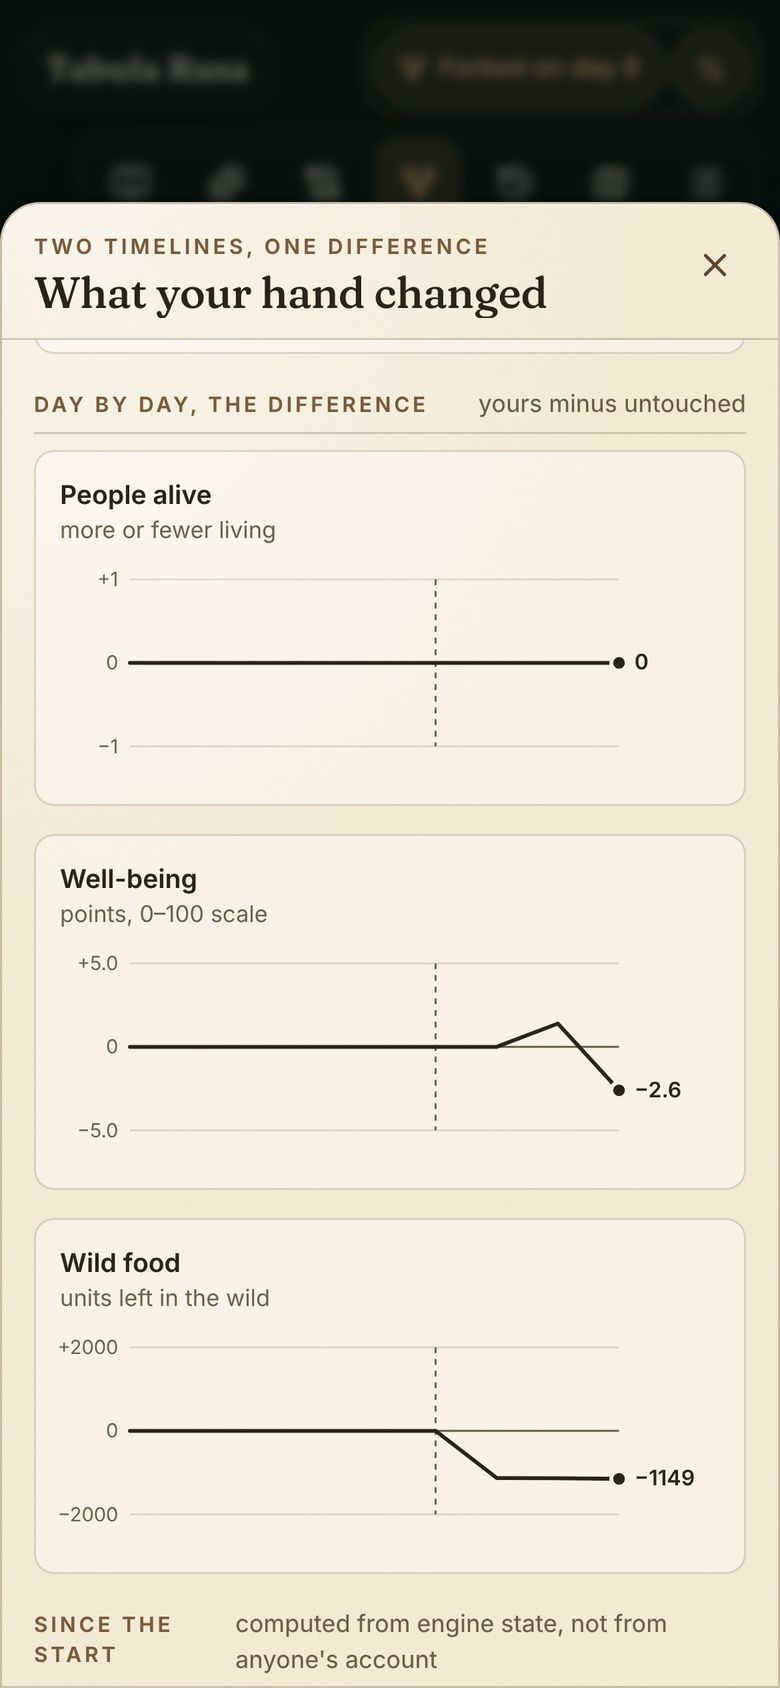 Tabula Rasa
TWO TIMELINES, ONE DIFFERENCE
What your hand changed
DAY BY DAY, THE DIFFERENCE
yours minus untouched
People alive
more or fewer living
+1
0
0
−1
Well-being
points, 0–100 scale
+5.0
0
−2.6
−5.0
Wild food
units left in the wild
+2000
0
−1149
−2000
SINCE THE
START
computed from engine state, not from
anyone's account